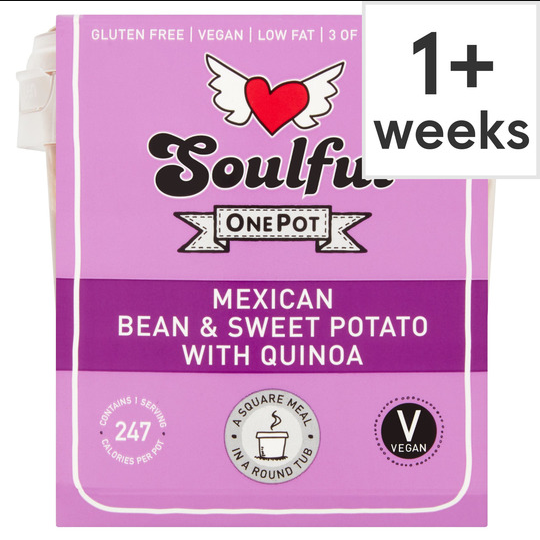 GLUTEN FREE | VEGAN | LOW FAT | 3 OF
1+
weeks
Soulful
ONEPOT
MEXICAN
BEAN & SWEET POTATO
WITH QUINOA
CONTAINS 1 SERVING
247
CALORIES PER POT
A SQUARE MEAL
IN A ROUND TUB
V
VEGAN